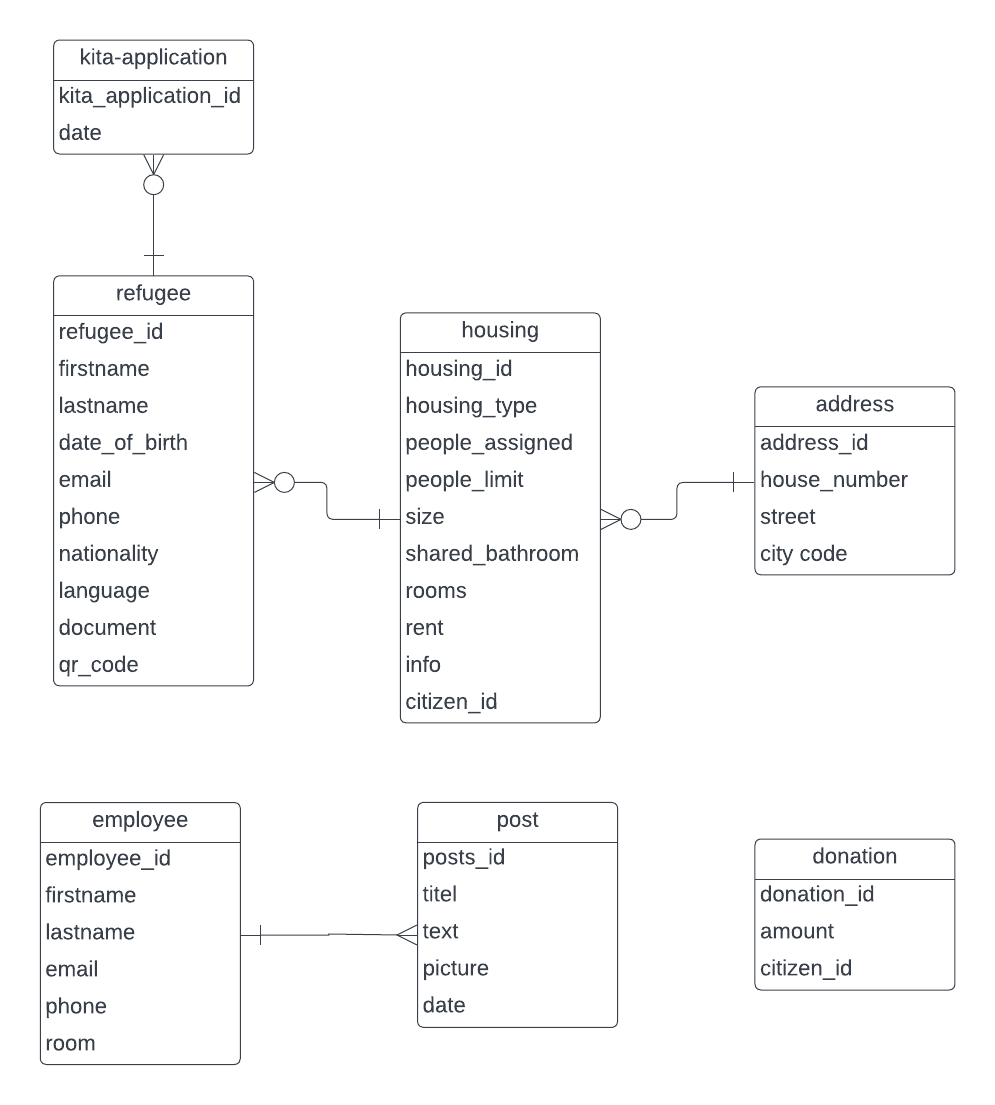 kita-application
kita_application_id
date
refugee
refugee_id
firstname
lastname
date_of_birth
email
phone
nationality
language
document
qr_code
housing
housing_id
housing_type
people_assigned
people_limit
size
shared_bathroom
rooms
rent
info
citizen_id
address
address_id
house_number
street
city code
employee
employee_id
firstname
lastname
email
phone
room
post
posts_id
titel
text
picture
date
donation
donation_id
amount
citizen_id